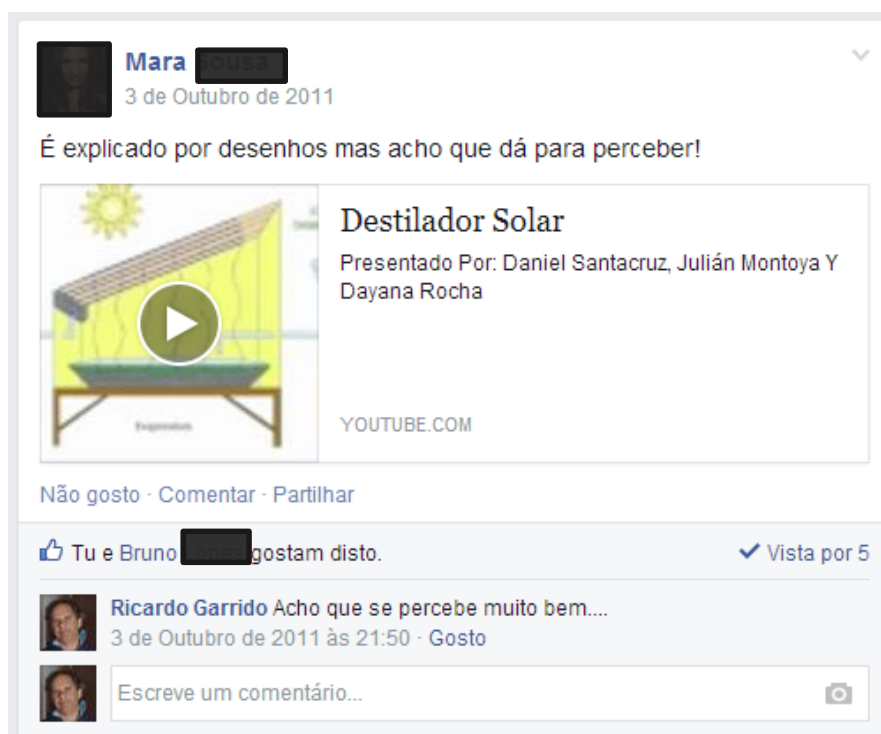 Mara
3 de Outubro de 2011
É explicado por desenhos mas acho que dá para perceber!
Destilador Solar
Presentado Por: Daniel Santacruz, Julián Montoya Y
Dayana Rocha
YOUTUBE.COM
Não gosto · Comentar · Partilhar
Tu e Bruno gostam disto.
Vista por 5
Ricardo Garrido Acho que se percebe muito bem....
3 de Outubro de 2011 às 21:50 · Gosto
Escreve um comentário...